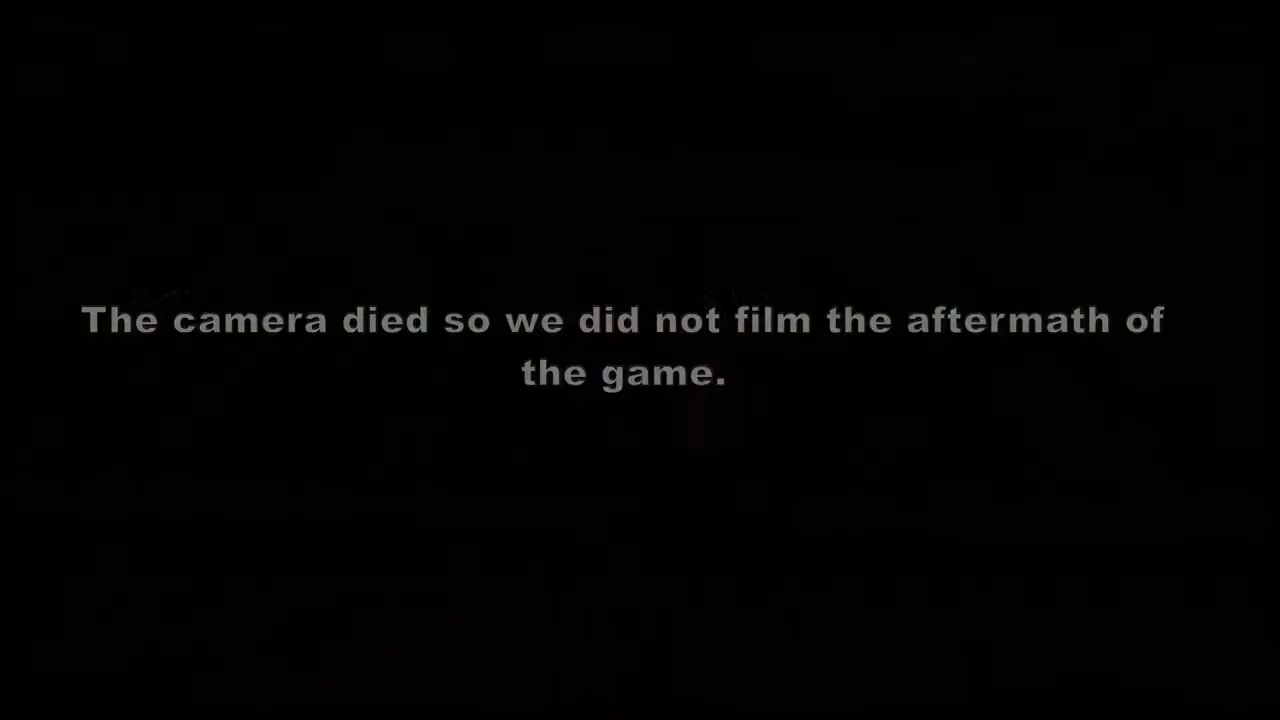 The camera died so we did not film the aftermath of
the game.